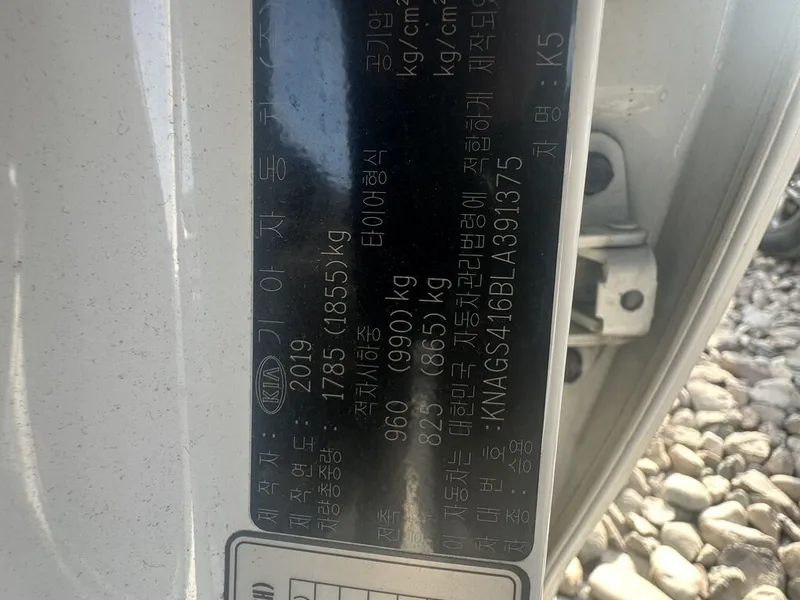 제작자 : KIA 기아자동차(주)
제작연도 : 2019
차량총중량 : 1785 (1855)kg
적차시하중 타이어형식 공기압
전축 960 (990)kg kg/cm²
825 (865)kg kg/cm²
이 자동차는 대한민국 자동차관리법령에 적합하게 제작되었
차대번호 : KNAGS416BLA391375
차종 : 승용 차명 : K5